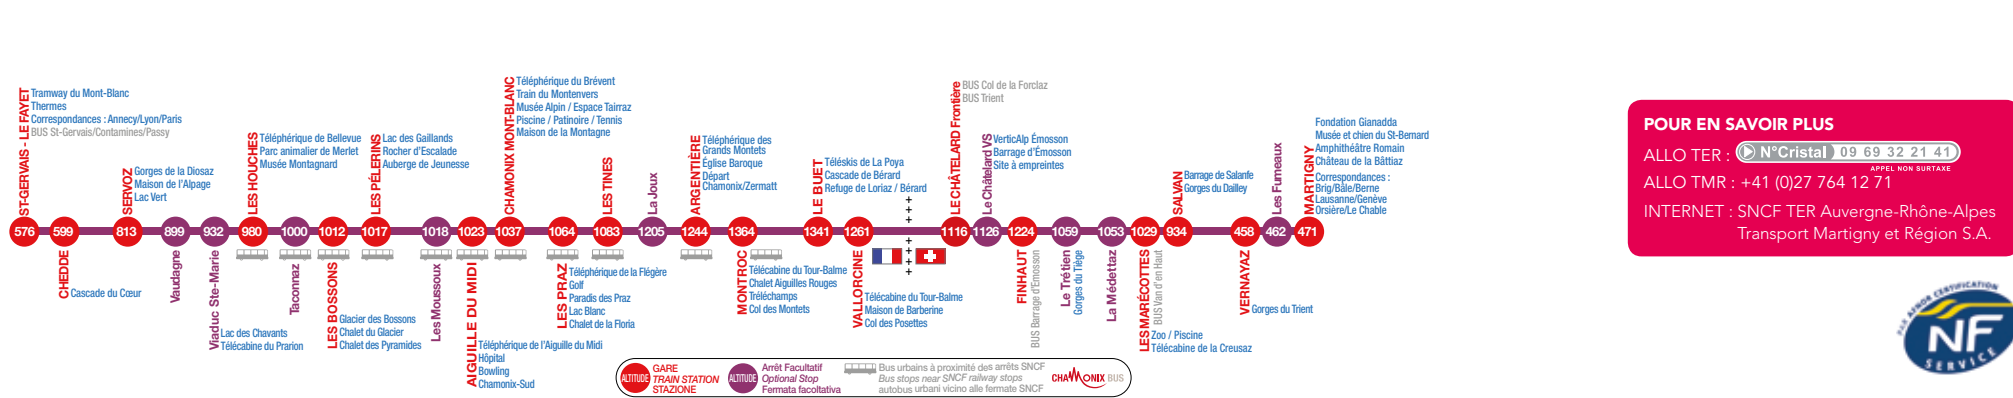 ST-GERVAIS - LE FAYET
Tramway du Mont-Blanc
Thermes
Correspondances : Annecy/Lyon/Paris
BUS St-Gervais/Contamines/Passy
576
599
CHEDDE
Cascade du Cœur
SERVOZ
Gorges de la Diosaz
Maison de l'Alpage
Lac Vert
813
899
Vaudagne
932
Viaduc Ste-Marie
Lac des Chavants
Télécabine du Prarion
LES HOUCHES
Téléphérique de Bellevue
Parc animalier de Merlet
Musée Montagnard
980
1000
Taconnaz
1012
LES BOSSONS
Glacier des Bossons
Chalet du Glacier
Chalet des Pyramides
LES PÉLERINS
Lac des Gaillands
Rocher d'Escalade
Auberge de Jeunesse
1017
1018
Les Moussoux
1023
AIGUILLE DU MIDI
Téléphérique de l'Aiguille du Midi
Hôpital
Bowling
Chamonix-Sud
CHAMONIX MONT-BLANC
Téléphérique du Brévent
Train du Montenvers
Musée Alpin / Espace Tairraz
Piscine / Patinoire / Tennis
Maison de la Montagne
1037
1064
LES PRAZ
Téléphérique de la Flégère
Golf
Paradis des Praz
Lac Blanc
Chalet de la Floria
LES TINES
1083
La Joux
1205
ARGENTIÈRE
Téléphérique des
Grands Montets
Église Baroque
Départ
Chamonix/Zermatt
1244
1364
MONTROC
Télécabine du Tour-Balme
Chalet Aiguilles Rouges
Tréléchamps
Col des Montets
LE BUET
Téléskis de La Poya
Cascade de Bérard
Refuge de Loriaz / Bérard
1341
1261
VALLORCINE
Télécabine du Tour-Balme
Maison de Barberine
Col des Posettes
LE CHÂTELARD Frontière
BUS Col de la Forclaz
BUS Trient
1116
Le Châtelard VS
VerticAlp Émosson
Barrage d'Émosson
Site à empreintes
1126
1224
FINHAUT
BUS Barrage d'Emosson
1059
Le Trétien
Gorges du Tiège
1053
La Médettaz
1029
LES MARÉCOTTES
BUS Van d'en Haut
Zoo / Piscine
Télécabine de la Creusaz
SALVAN
Barrage de Salanfe
Gorges du Dailley
934
458
VERNAYAZ
Gorges du Trient
Les Fumeaux
462
MARTIGNY
Fondation Gianadda
Musée et chien du St-Bernard
Amphithéâtre Romain
Château de la Bâttiaz
Correspondances :
Brig/Bâle/Berne
Lausanne/Genève
Orsière/Le Chable
471
ALTITUDE
GARE
TRAIN STATION
STAZIONE
ALTITUDE
Arrêt Facultatif
Optional Stop
Fermata facoltativa
Bus urbains à proximité des arrêts SNCF
Bus stops near SNCF railway stops
autobus urbani vicino alle fermate SNCF
CHAMONIX BUS
POUR EN SAVOIR PLUS
ALLO TER : N°Cristal 09 69 32 21 41
APPEL NON SURTAXE
ALLO TMR : +41 (0)27 764 12 71
INTERNET : SNCF TER Auvergne-Rhône-Alpes
Transport Martigny et Région S.A.
PAR AFNOR CERTIFICATION
NF
SERVICE